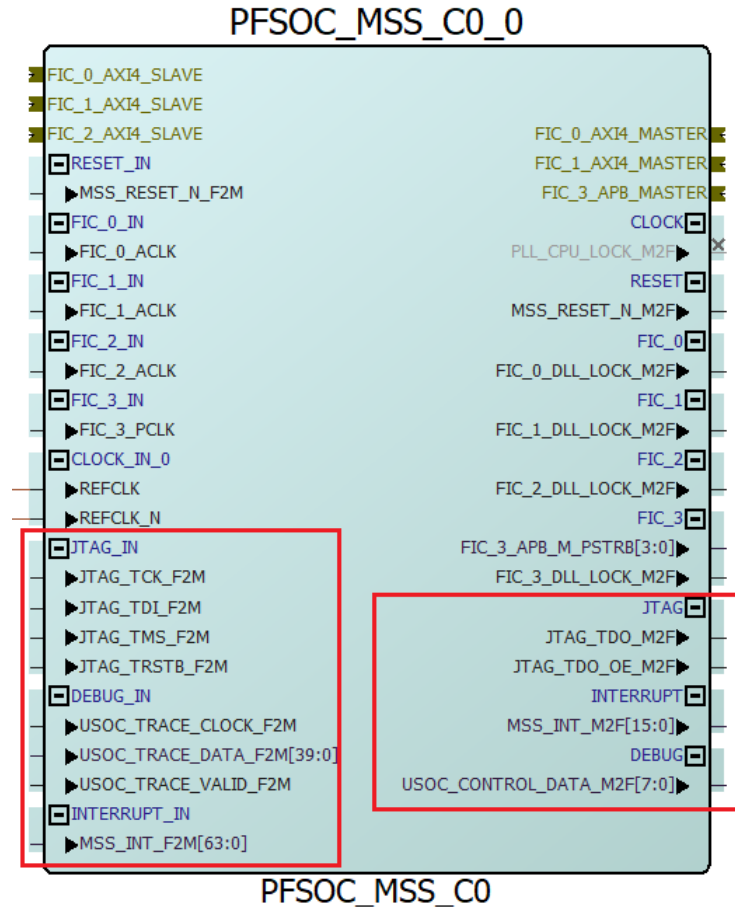 PFSOC_MSS_C0_0
FIC_0_AXI4_SLAVE
FIC_1_AXI4_SLAVE
FIC_2_AXI4_SLAVE
RESET_IN
MSS_RESET_N_F2M
FIC_0_IN
FIC_0_ACLK
FIC_1_IN
FIC_1_ACLK
FIC_2_IN
FIC_2_ACLK
FIC_3_IN
FIC_3_PCLK
CLOCK_IN_0
REFCLK
REFCLK_N
JTAG_IN
JTAG_TCK_F2M
JTAG_TDI_F2M
JTAG_TMS_F2M
JTAG_TRSTB_F2M
DEBUG_IN
USOC_TRACE_CLOCK_F2M
USOC_TRACE_DATA_F2M[39:0]
USOC_TRACE_VALID_F2M
INTERRUPT_IN
MSS_INT_F2M[63:0]
FIC_0_AXI4_MASTER
FIC_1_AXI4_MASTER
FIC_3_APB_MASTER
CLOCK
PLL_CPU_LOCK_M2F
RESET
MSS_RESET_N_M2F
FIC_0
FIC_0_DLL_LOCK_M2F
FIC_1
FIC_1_DLL_LOCK_M2F
FIC_2
FIC_2_DLL_LOCK_M2F
FIC_3
FIC_3_APB_M_PSTRB[3:0]
FIC_3_DLL_LOCK_M2F
JTAG
JTAG_TDO_M2F
JTAG_TDO_OE_M2F
INTERRUPT
MSS_INT_M2F[15:0]
DEBUG
USOC_CONTROL_DATA_M2F[7:0]
PFSOC_MSS_C0